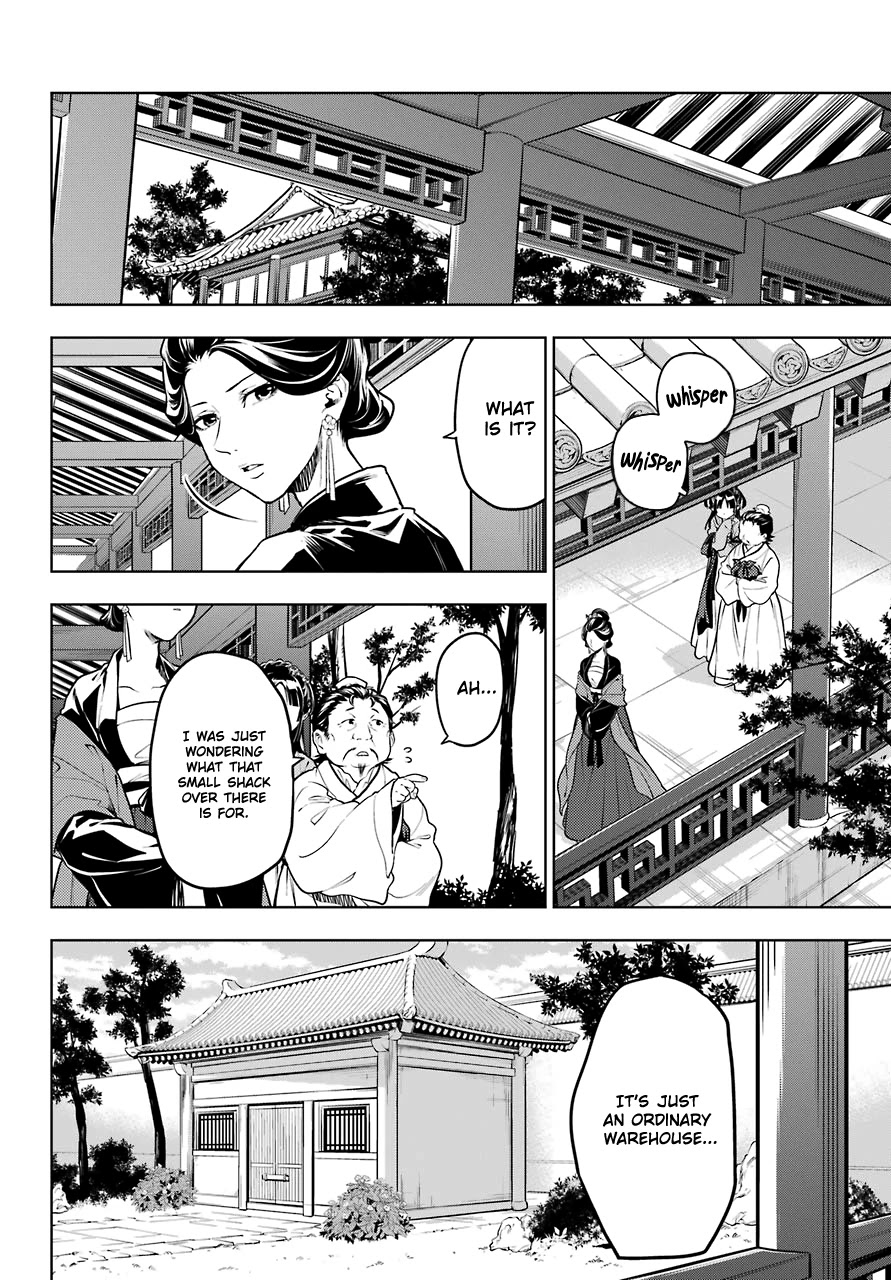 Whisper
Whisper
WHAT
IS IT?
AH...
I WAS JUST
WONDERING
WHAT THAT
SMALL SHACK
OVER THERE
IS FOR.
IT'S JUST
AN ORDINARY
WAREHOUSE...